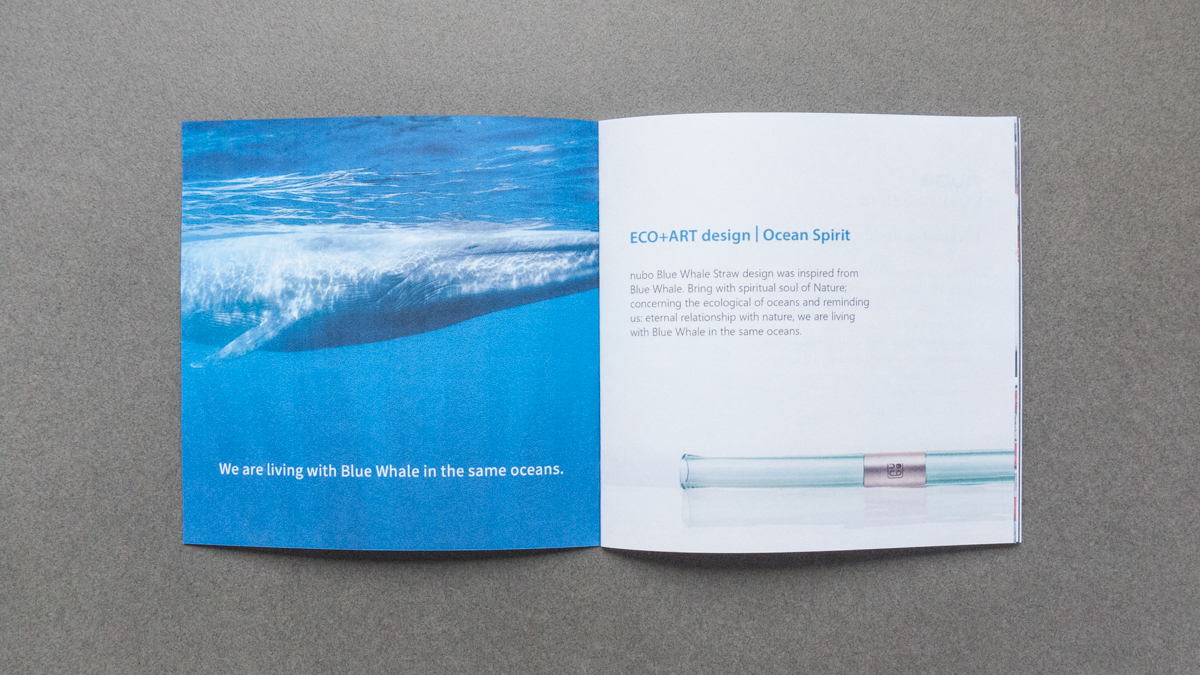 We are living with Blue Whale in the same oceans.
ECO+ART design | Ocean Spirit
nubo Blue Whale Straw design was inspired from
Blue Whale. Bring with spiritual soul of Nature;
concerning the ecological of oceans and reminding
us: eternal relationship with nature, we are living
with Blue Whale in the same oceans.